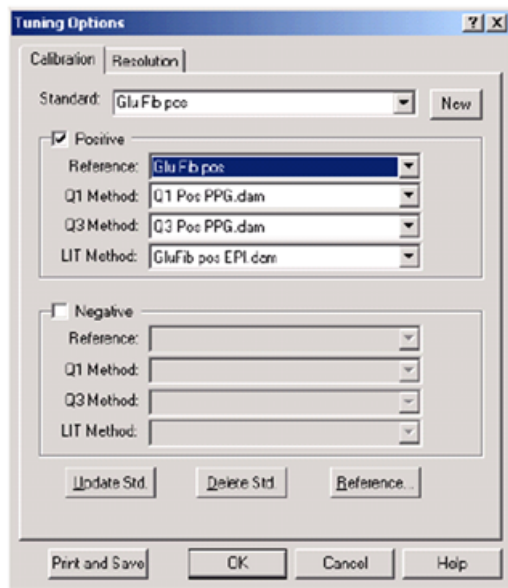 Tuning Options
Calibration Resolution
Standard: Glu Fib pos New
Positive
Reference: Glu Fib pos
Q1 Method: Q1 Pos PPG.dam
Q3 Method: Q3 Pos PPG.dam
LIT Method: GluFib pos EPI.dam
Negative
Reference:
Q1 Method:
Q3 Method:
LIT Method:
Update Std. Delete Std. Reference...
Print and Save OK Cancel Help